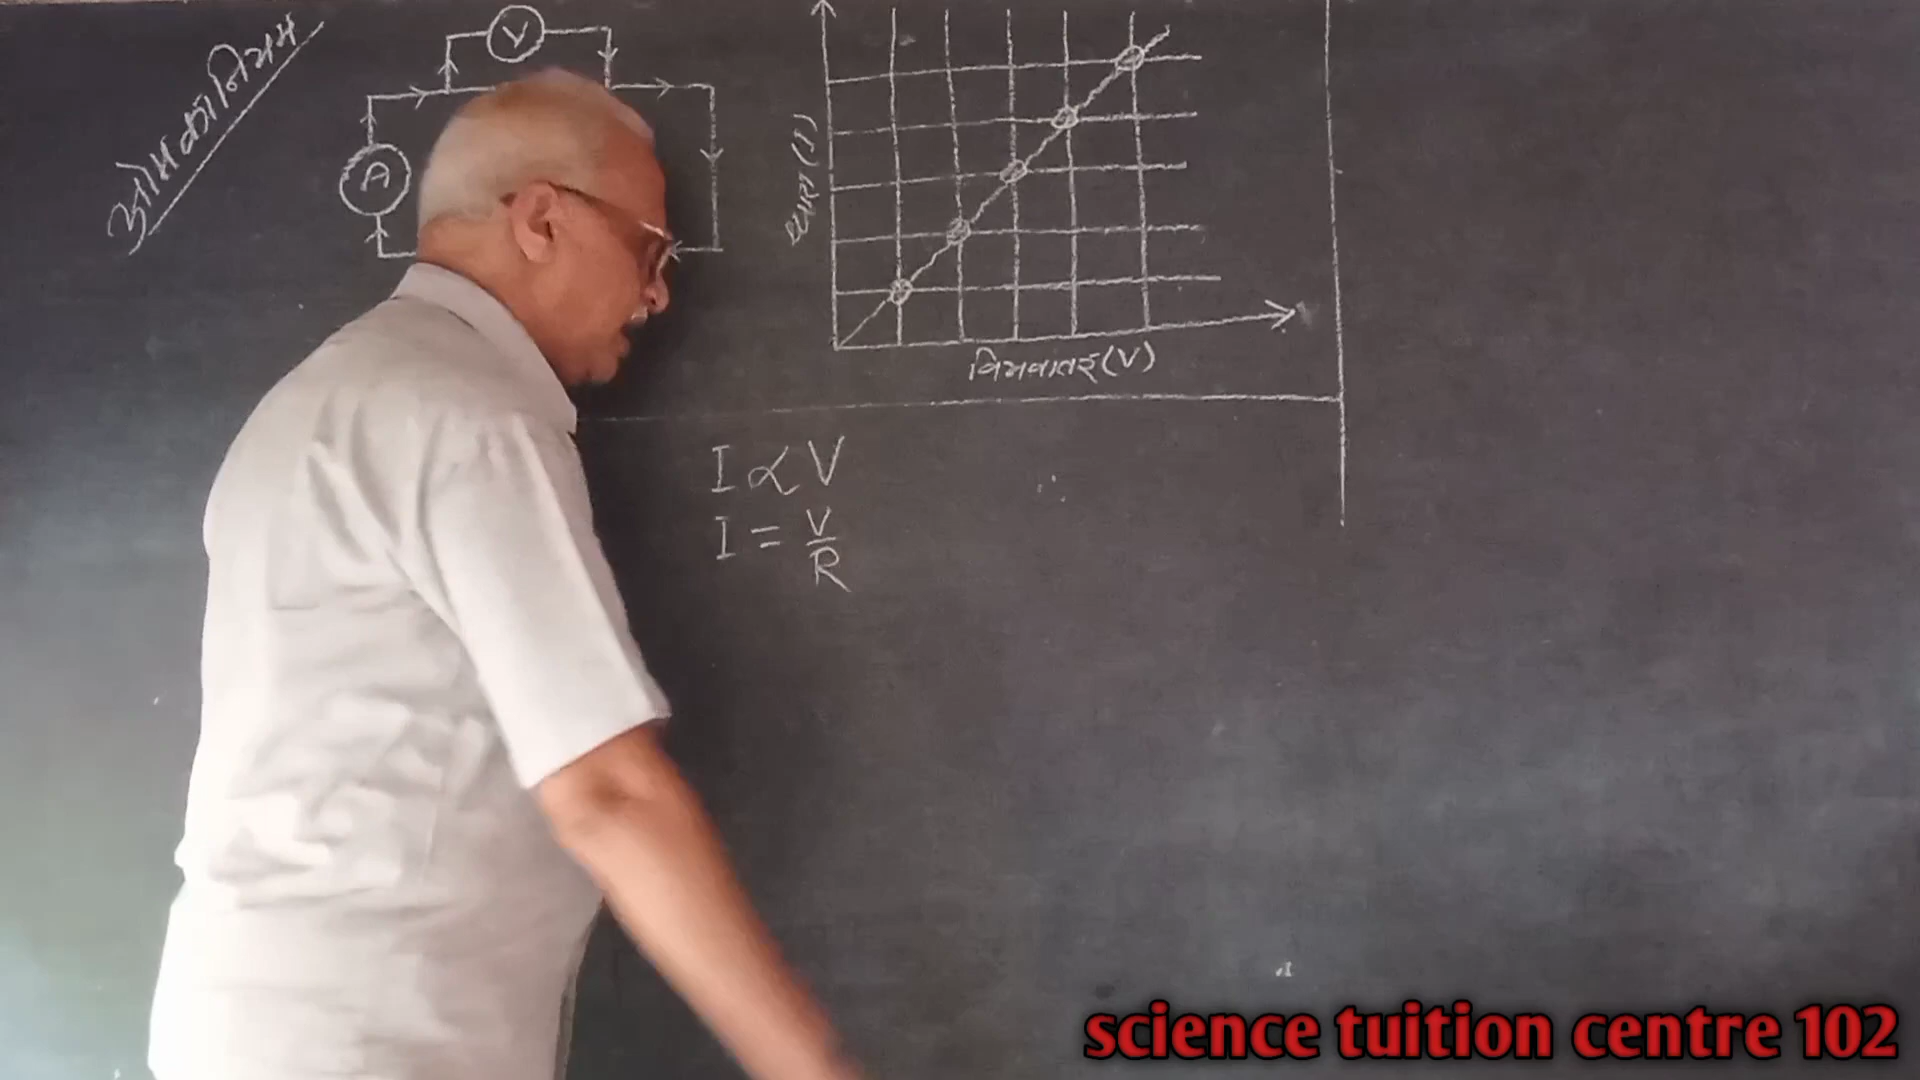 ओम का नियम
V
A
धारा (I)
विभवांतर (V)
I ∝ V
I = V/R
science tuition centre 102